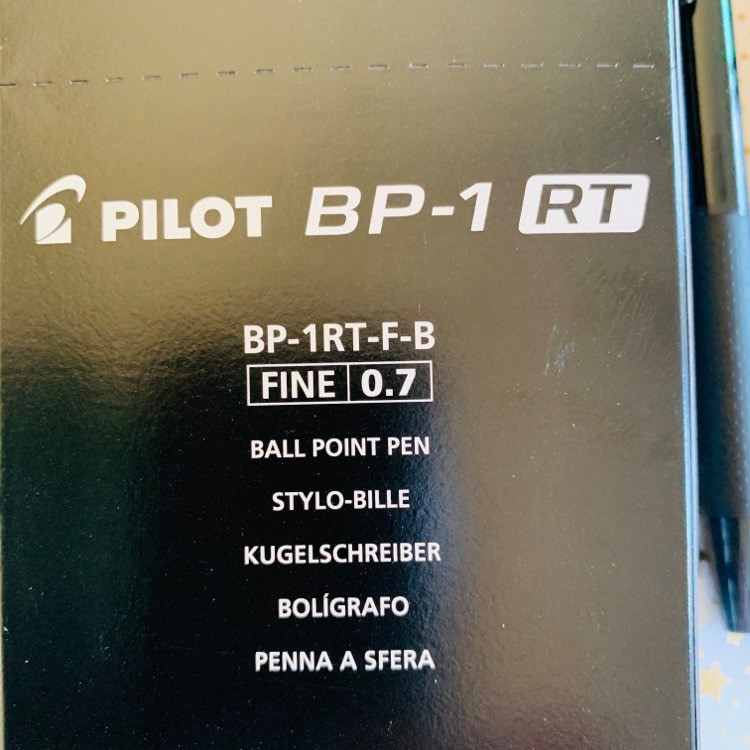 PILOT BP-1 RT
BP-1RT-F-B
FINE 0.7
BALL POINT PEN
STYLO-BILLE
KUGELSCHREIBER
BOLÍGRAFO
PENNA A SFERA